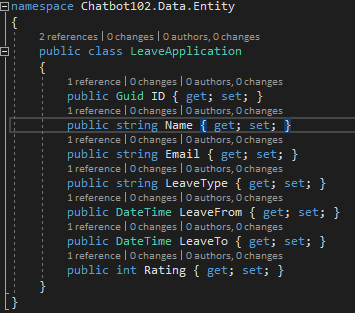 namespace Chatbot102.Data.Entity
{
2 references | 0 changes | 0 authors, 0 changes
public class LeaveApplication
{
1 reference | 0 changes | 0 authors, 0 changes
public Guid ID { get; set; }
1 reference | 0 changes | 0 authors, 0 changes
public string Name { get; set; }
1 reference | 0 changes | 0 authors, 0 changes
public string Email { get; set; }
1 reference | 0 changes | 0 authors, 0 changes
public string LeaveType { get; set; }
1 reference | 0 changes | 0 authors, 0 changes
public DateTime LeaveFrom { get; set; }
1 reference | 0 changes | 0 authors, 0 changes
public DateTime LeaveTo { get; set; }
1 reference | 0 changes | 0 authors, 0 changes
public int Rating { get; set; }
}
}